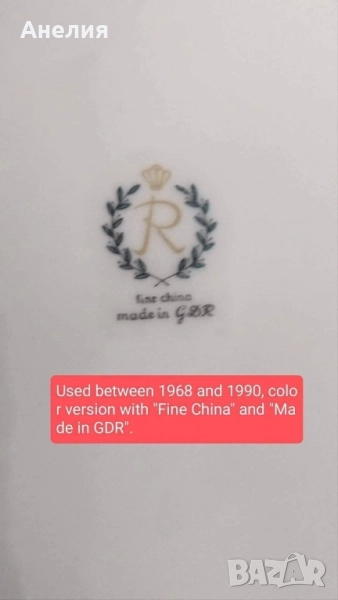 Анелия
R
fine china
made in GDR
Used between 1968 and 1990, colo
r version with "Fine China" and "Ma
de in GDR".
BAZAR